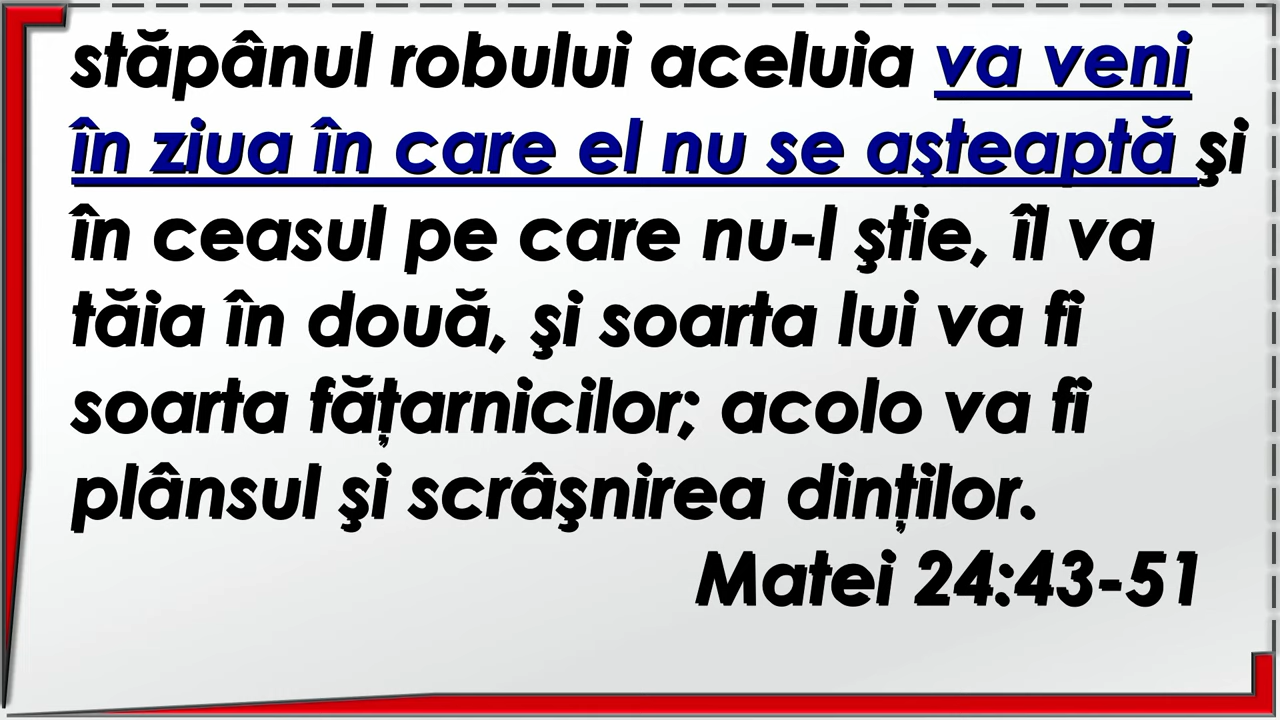 stăpânul robului aceluia va veni
în ziua în care el nu se aşteaptă şi
în ceasul pe care nu-l ştie, îl va
tăia în două, şi soarta lui va fi
soarta făţarnicilor; acolo va fi
plânsul şi scrâşnirea dinţilor.
Matei 24:43-51